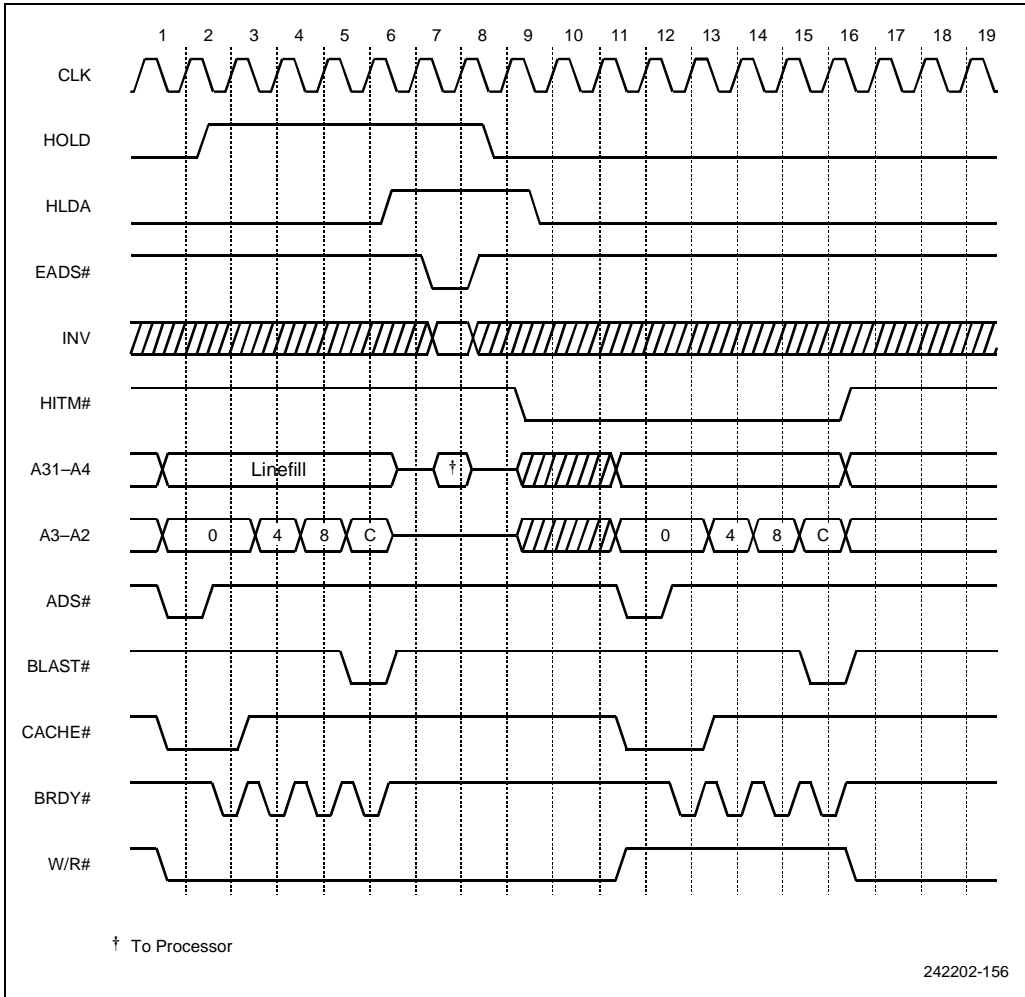 1 2 3 4 5 6 7 8 9 10 11 12 13 14 15 16 17 18 19
CLK
HOLD
HLDA
EADS#
INV
HITM#
A31–A4 Linefill †
A3–A2 0 4 8 C 0 4 8 C
ADS#
BLAST#
CACHE#
BRDY#
W/R#
† To Processor
242202-156